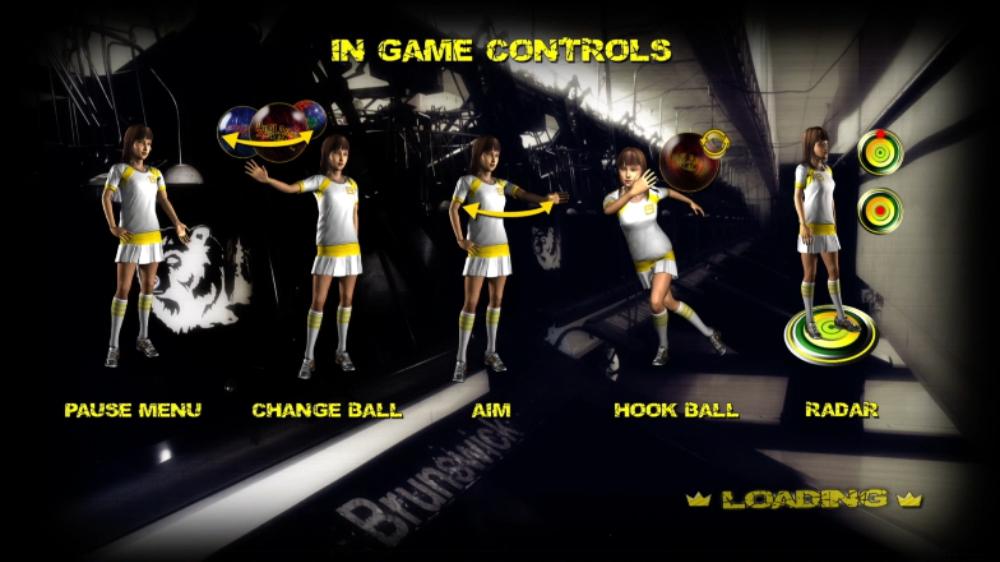 IN GAME CONTROLS
PAUSE MENU
CHANGE BALL
AIM
HOOK BALL
RADAR
Brunswick
LOADING